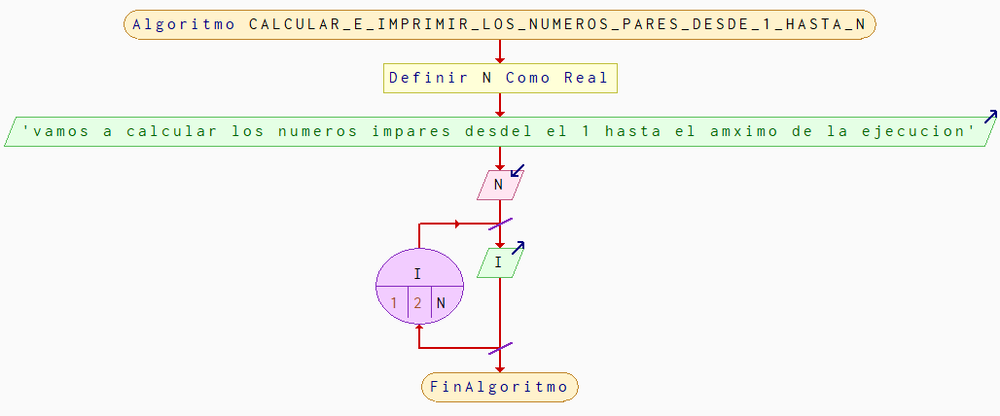 Algoritmo CALCULAR_E_IMPRIMIR_LOS_NUMEROS_PARES_DESDE_1_HASTA_N
Definir N Como Real
'vamos a calcular los numeros impares desdel el 1 hasta el amximo de la ejecucion'
N
I
I
1 2 N
FinAlgoritmo